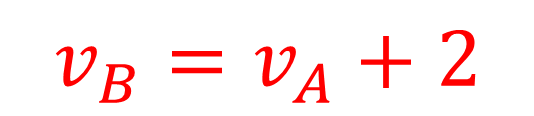 v_B = v_A + 2